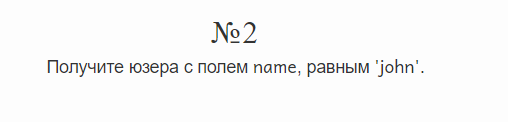 №2
Получите юзера с полем name, равным 'john'.